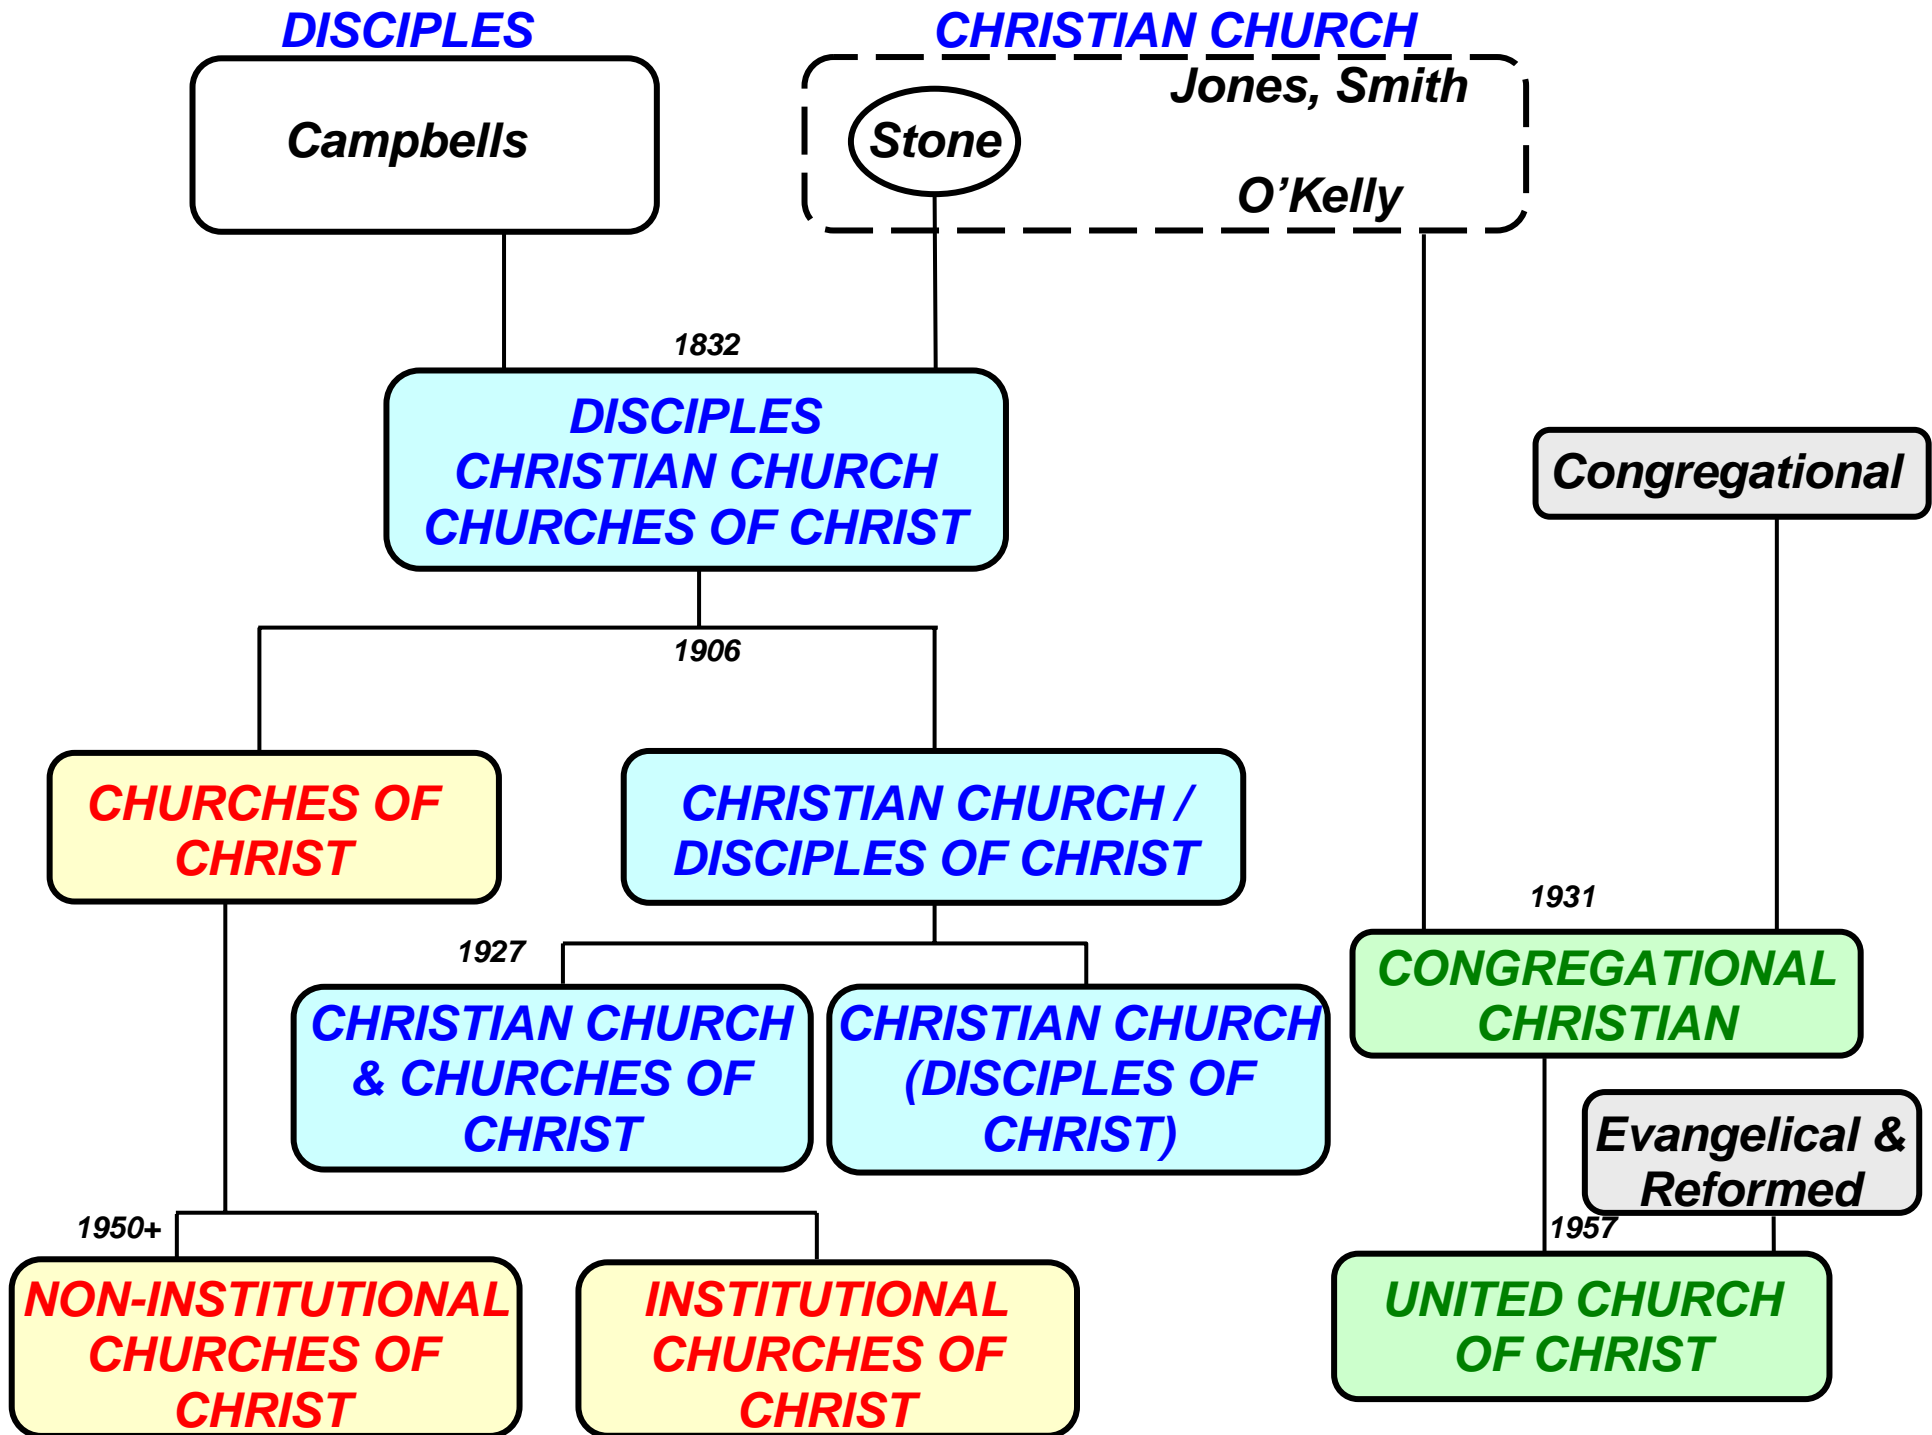 DISCIPLES
CHRISTIAN CHURCH
Campbells
Stone
Jones, Smith
O’Kelly
1832
DISCIPLES
CHRISTIAN CHURCH
CHURCHES OF CHRIST
Congregational
1906
CHURCHES OF
CHRIST
CHRISTIAN CHURCH /
DISCIPLES OF CHRIST
1931
1927
CONGREGATIONAL
CHRISTIAN
CHRISTIAN CHURCH
& CHURCHES OF
CHRIST
CHRISTIAN CHURCH
(DISCIPLES OF
CHRIST)
Evangelical &
Reformed
1950+
1957
NON-INSTITUTIONAL
CHURCHES OF
CHRIST
INSTITUTIONAL
CHURCHES OF
CHRIST
UNITED CHURCH
OF CHRIST